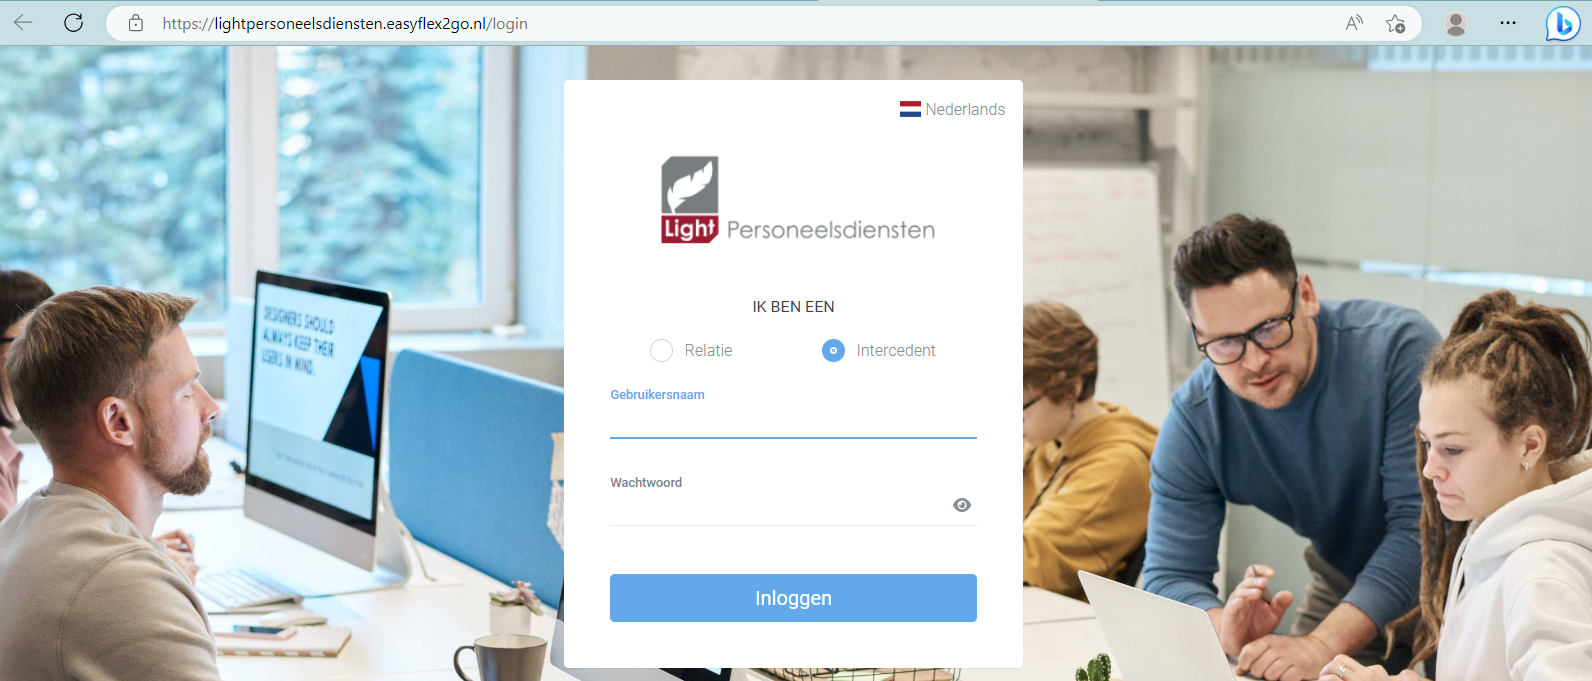 https://lightpersoneelsdiensten.easyflex2go.nl/login
Nederlands
Light Personeelsdiensten
IK BEN EEN
Relatie Intercedent
Gebruikersnaam
Wachtwoord
Inloggen
DESIGNERS SHOULD
ALWAYS KEEP THEIR
USERS IN MIND.